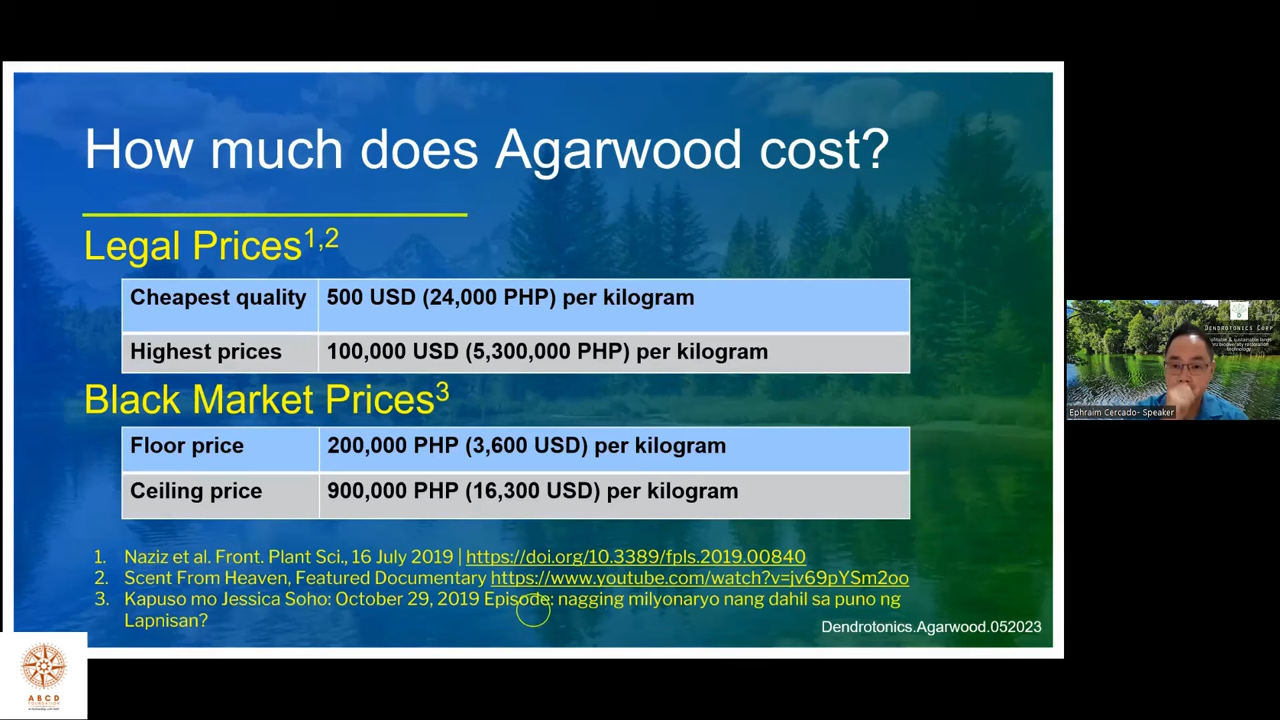 How much does Agarwood cost?
Legal Prices1,2
Cheapest quality 500 USD (24,000 PHP) per kilogram
Highest prices 100,000 USD (5,300,000 PHP) per kilogram
Black Market Prices3
Floor price 200,000 PHP (3,600 USD) per kilogram
Ceiling price 900,000 PHP (16,300 USD) per kilogram
1. Naziz et al. Front. Plant Sci., 16 July 2019 | https://doi.org/10.3389/fpls.2019.00840
2. Scent From Heaven, Featured Documentary https://www.youtube.com/watch?v=jv69pYSm2oo
3. Kapuso mo Jessica Soho: October 29, 2019 Episode: nagging milyonaryo nang dahil sa puno ng
Lapnisan?
Dendrotonics.Agarwood.052023
DENDROTONICS CORP
Ephraim Cercado- Speaker
ABCD
FOUNDATION